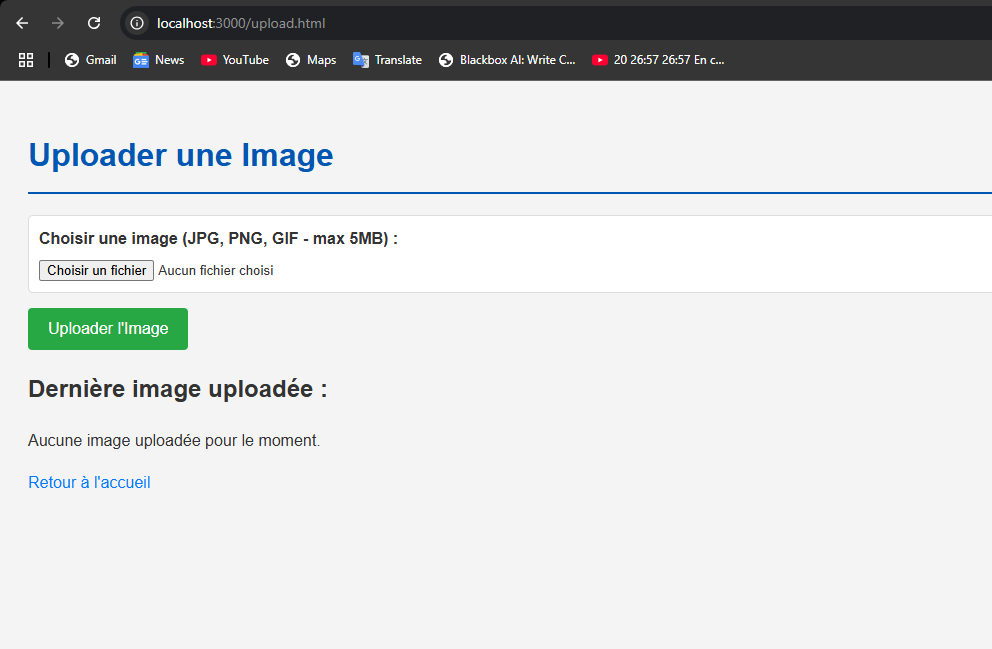 localhost:3000/upload.html
Gmail News YouTube Maps Translate Blackbox AI: Write C... 20 26:57 26:57 En c...
Uploader une Image
Choisir une image (JPG, PNG, GIF - max 5MB) :
Choisir un fichier Aucun fichier choisi
Uploader l'Image
Dernière image uploadée :
Aucune image uploadée pour le moment.
Retour à l'accueil